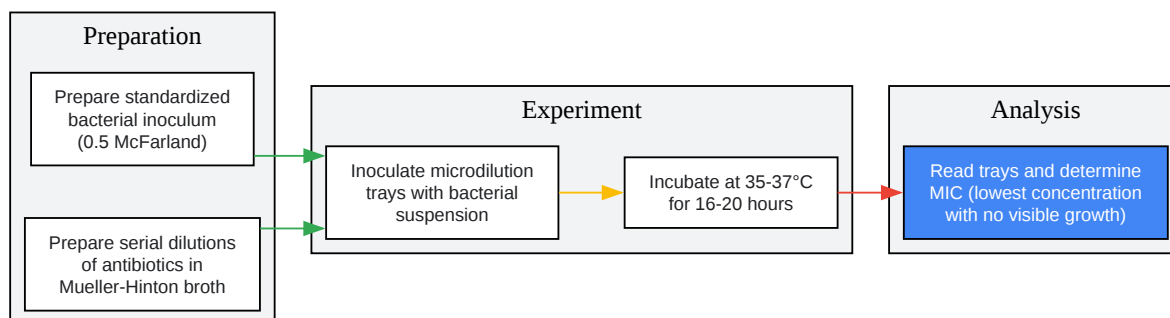 Preparation
Prepare standardized
bacterial inoculum
(0.5 McFarland)
Prepare serial dilutions
of antibiotics in
Mueller-Hinton broth
Experiment
Inoculate microdilution
trays with bacterial
suspension
Incubate at 35-37°C
for 16-20 hours
Analysis
Read trays and determine
MIC (lowest concentration
with no visible growth)